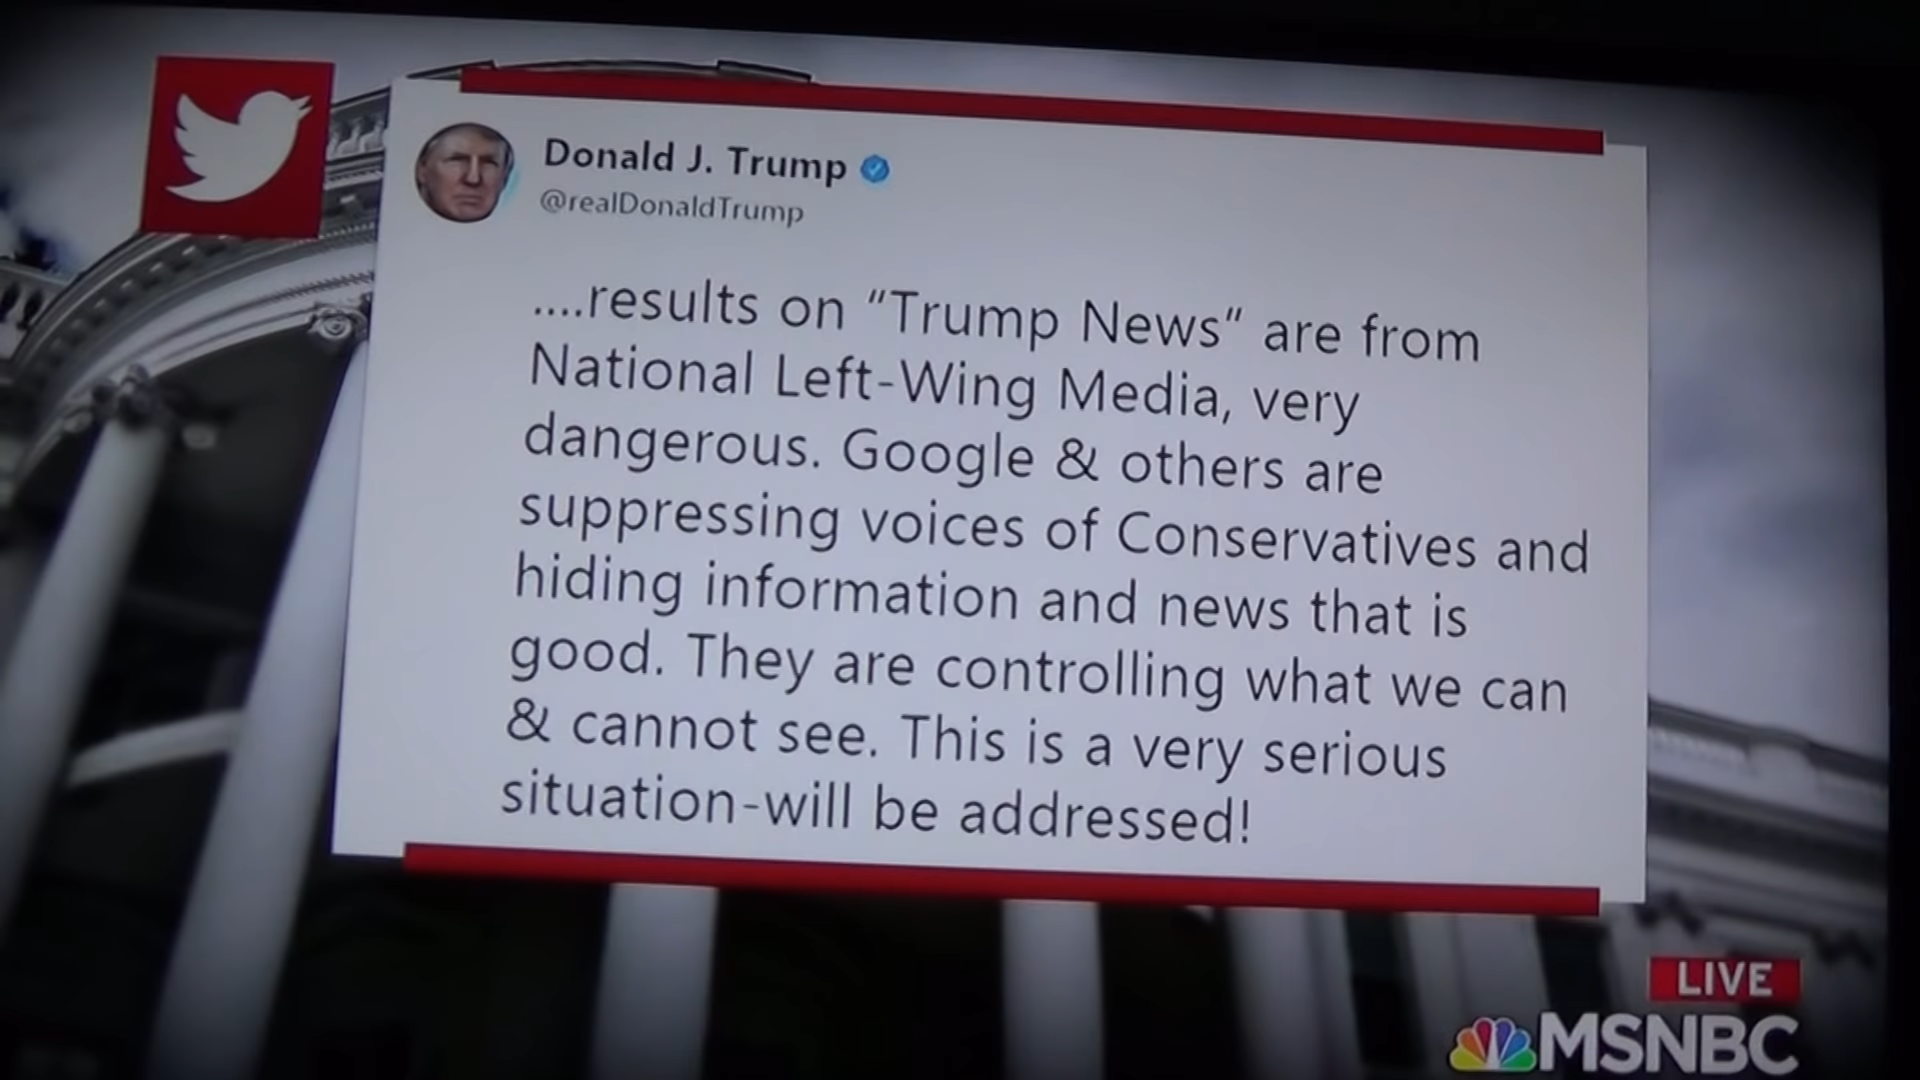 Donald J. Trump
@realDonaldTrump
....results on “Trump News“ are from
National Left-Wing Media, very
dangerous. Google & others are
suppressing voices of Conservatives and
hiding information and news that is
good. They are controlling what we can
& cannot see. This is a very serious
situation-will be addressed!
LIVE
MSNBC